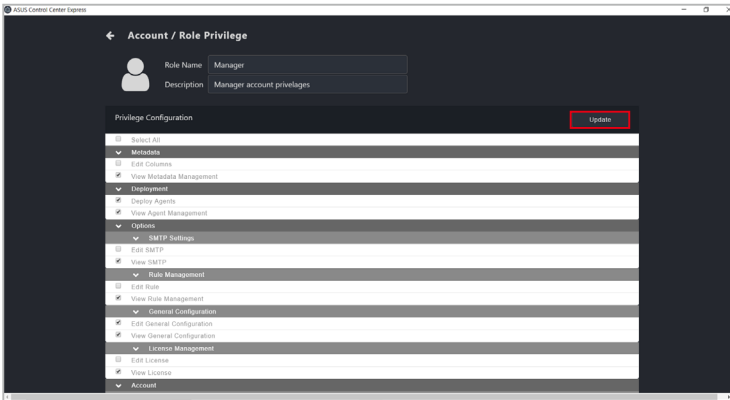 ASUS Control Center Express
Account / Role Privilege
Role Name Manager
Description Manager account privelages
Privilege Configuration Update
Select All
Metadata
Edit Columns
View Metadata Management
Deployment
Deploy Agents
View Agent Management
Options
SMTP Settings
Edit SMTP
View SMTP
Rule Management
Edit Rule
View Rule Management
General Configuration
Edit General Configuration
View General Configuration
License Management
Edit License
View License
Account